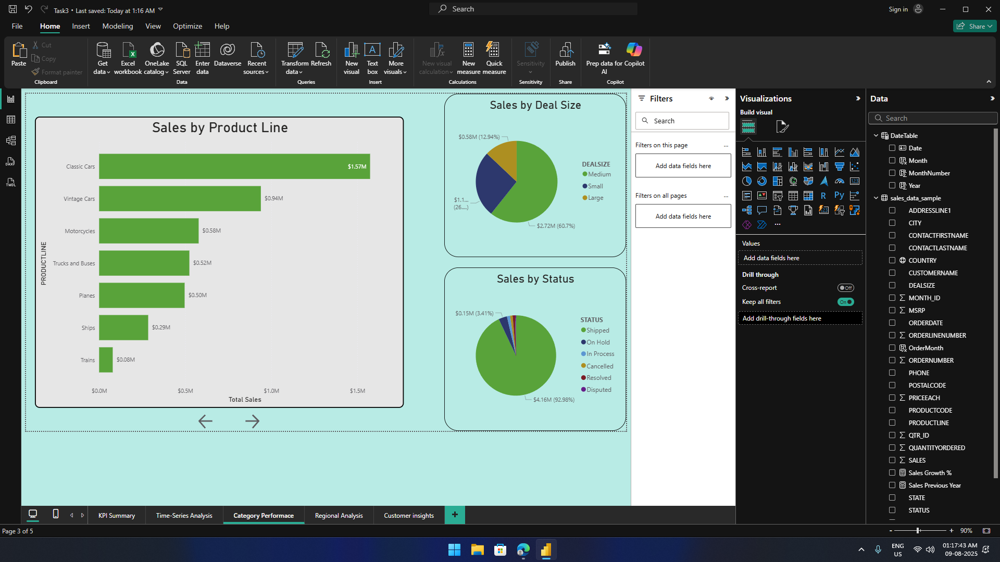 Task3 • Last saved: Today at 1:16 AM
Search
Sign in
File
Home
Insert
Modeling
View
Optimize
Help
Share
Paste
Cut
Copy
Format painter
Clipboard
Get data
Excel workbook
OneLake catalog
SQL Server
Enter data
Dataverse
Recent sources
Data
Transform data
Refresh
Queries
New visual
Text box
More visuals
Insert
New visual calculation
New measure
Quick measure
Calculations
Sensitivity
Sensitivity
Publish
Share
Prep data for AI
Copilot
Copilot
Sales by Product Line
PRODUCTLINE
Classic Cars
$1.57M
Vintage Cars
$0.94M
Motorcycles
$0.58M
Trucks and Buses
$0.52M
Planes
$0.50M
Ships
$0.29M
Trains
$0.08M
$0.0M
$0.5M
$1.0M
$1.5M
Total Sales
Sales by Deal Size
$0.58M (12.94%)
$1.1...
(26....)
$2.72M (60.7%)
DEALSIZE
Medium
Small
Large
Sales by Status
$0.15M (3.41%)
$4.16M (92.98%)
STATUS
Shipped
On Hold
In Process
Cancelled
Resolved
Disputed
Filters
Search
Filters on this page
...
Add data fields here
Filters on all pages
...
Add data fields here
Visualizations
Build visual
R
Py
123
...
Values
Add data fields here
Drill through
Cross-report
Off
Keep all filters
On
Add drill-through fields here
Data
Search
DateTable
Date
Month
MonthNumber
Year
sales_data_sample
ADDRESSLINE1
CITY
CONTACTFIRSTNAME
CONTACTLASTNAME
COUNTRY
CUSTOMERNAME
DEALSIZE
MONTH_ID
MSRP
ORDERDATE
ORDERLINENUMBER
OrderMonth
ORDERNUMBER
PHONE
POSTALCODE
PRICEEACH
PRODUCTCODE
PRODUCTLINE
QTR_ID
QUANTITYORDERED
SALES
Sales Growth %
Sales Previous Year
STATE
STATUS
DAX
TMDL
KPI Summary
Time-Series Analysis
Category Performace
Regional Analysis
Customer insights
+
Page 3 of 5
- + 90%
ENG
US
01:17:43 AM
09-08-2025